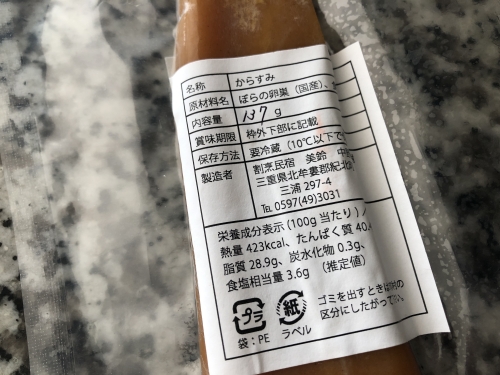 名称 からすみ
原材料名 ぼらの卵巣（国産）、
内容量 g
賞味期限 枠外下部に記載
保存方法 要冷蔵（10℃以下で
製造者 割烹民宿 美鈴 中
三重県北牟婁郡紀北
三浦 297-4
℡ 0597(49)3031
栄養成分表示（100g当たり）/
熱量 423kcal、たんぱく質 40.
脂質 28.9g、炭水化物 0.3g、
食塩相当量 3.6g （推定値）
プラ 紙 ゴミを出すときは
袋：PE ラベル 区分にしたがって